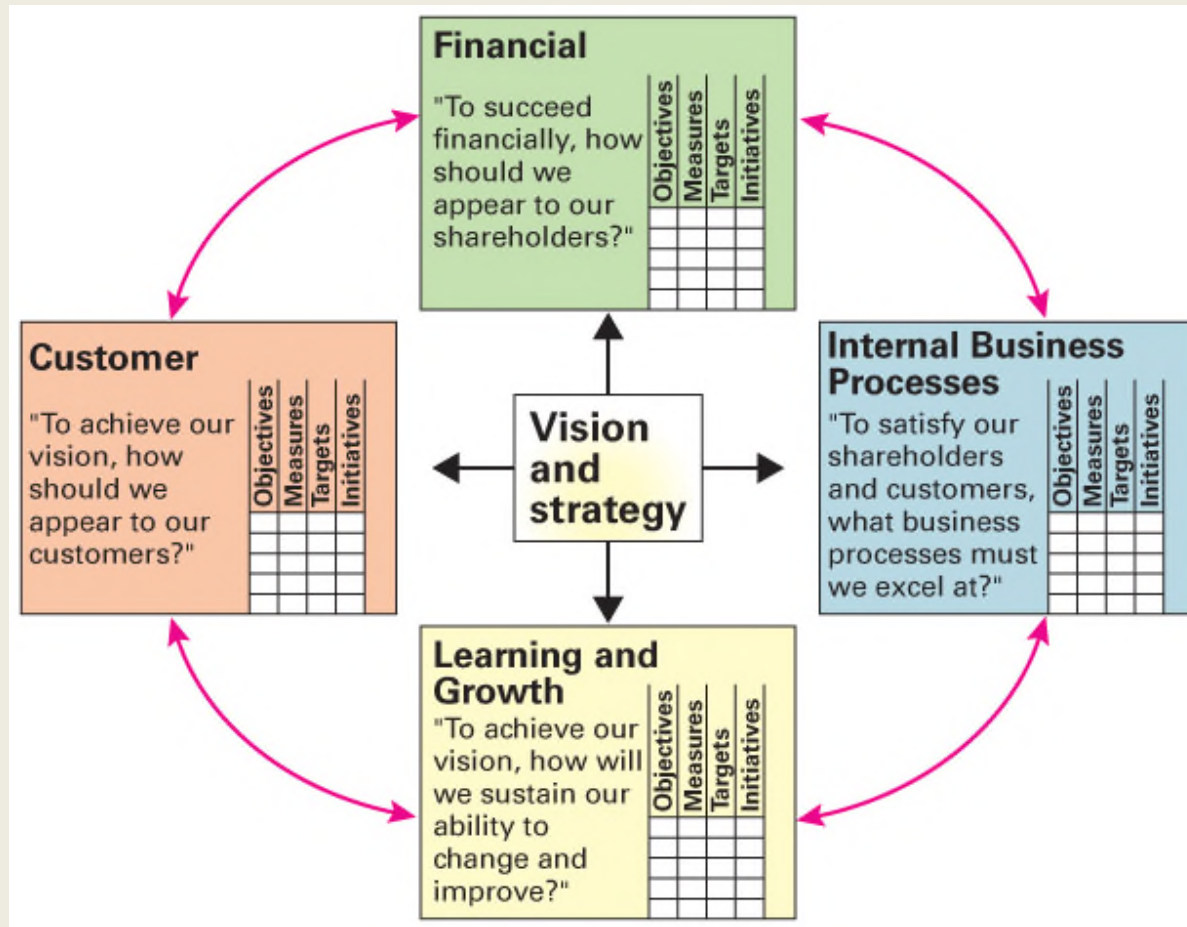 Financial
"To succeed
financially, how
should we
appear to our
shareholders?"
Objectives
Measures
Targets
Initiatives
Customer
"To achieve our
vision, how
should we
appear to our
customers?"
Objectives
Measures
Targets
Initiatives
Vision
and
strategy
Internal Business
Processes
"To satisfy our
shareholders
and customers,
what business
processes must
we excel at?"
Objectives
Measures
Targets
Initiatives
Learning and
Growth
"To achieve our
vision, how will
we sustain our
ability to
change and
improve?"
Objectives
Measures
Targets
Initiatives